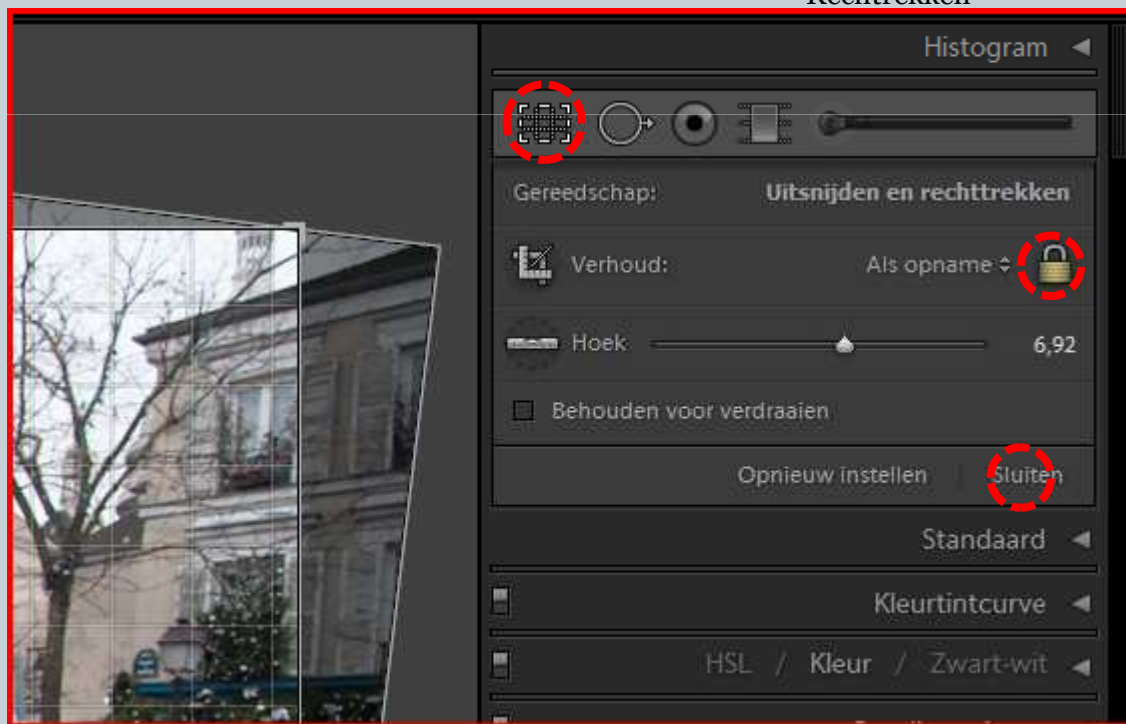 Histogram
Gereedschap: Uitsnijden en rechttrekken
Verhoud: Als opname
Hoek 6,92
Behouden voor verdraaien
Opnieuw instellen Sluiten
Standaard
Kleurtintcurve
HSL / Kleur / Zwart-wit